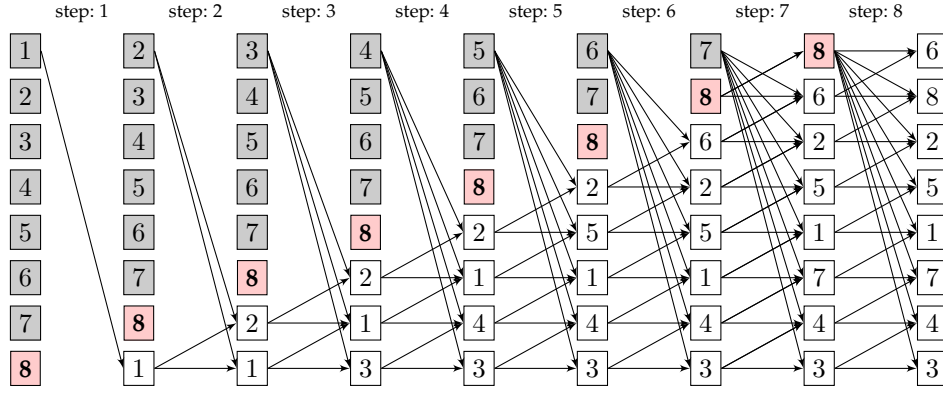 step: 1 step: 2 step: 3 step: 4 step: 5 step: 6 step: 7 step: 8
1 2 3 4 5 6 7 8 6
2 3 4 5 6 7 8 6 8
3 4 5 6 7 8 6 2 2
4 5 6 7 8 2 2 5 5
5 6 7 8 2 5 5 1 1
6 7 8 2 1 1 1 7 7
7 8 2 1 4 4 4 4 4
8 1 1 3 3 3 3 3 3